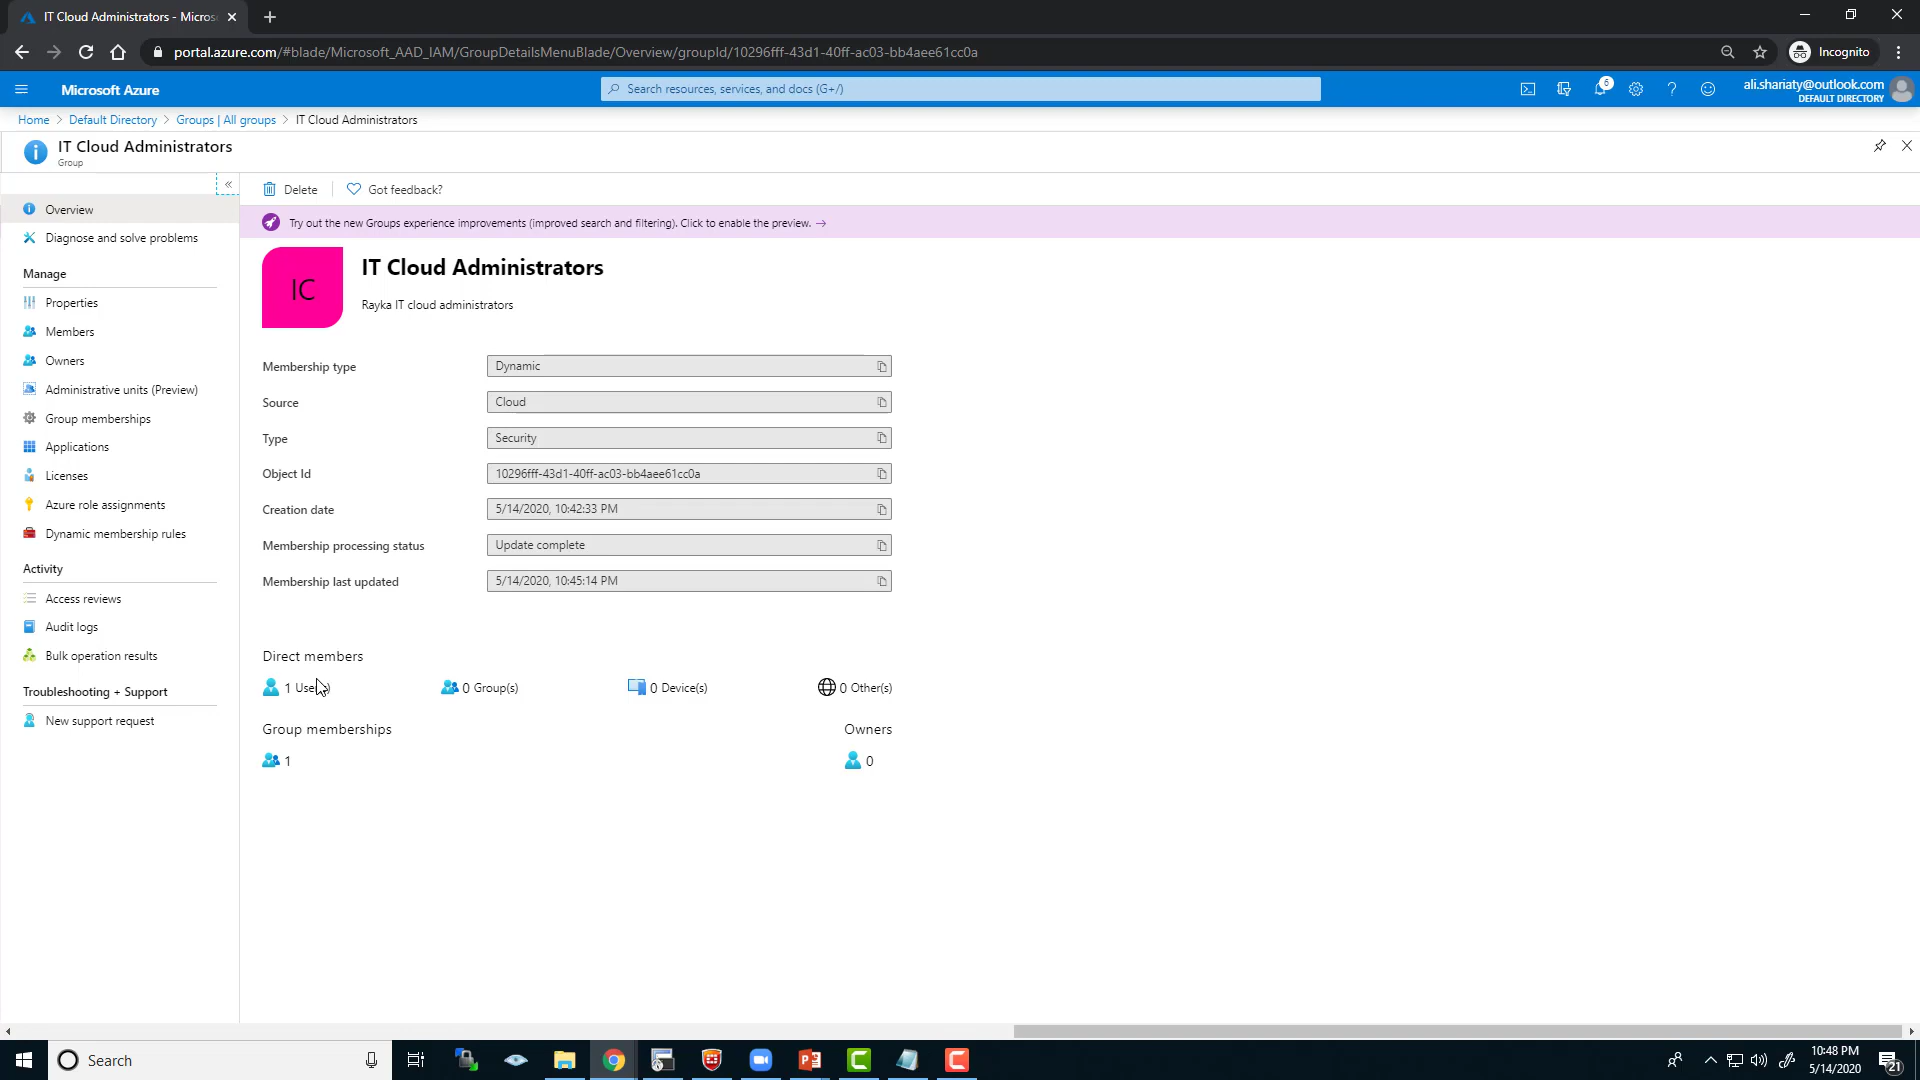 IT Cloud Administrators - Micros
portal.azure.com/#blade/Microsoft_AAD_IAM/GroupDetailsMenuBlade/Overview/groupId/10296fff-43d1-40ff-ac03-bb4aee61cc0a
Incognito
Microsoft Azure
Search resources, services, and docs (G+/)
6
ali.shariaty@outlook.com
DEFAULT DIRECTORY
Home > Default Directory > Groups | All groups > IT Cloud Administrators
IT Cloud Administrators
Group
«
Delete
Got feedback?
Overview
Diagnose and solve problems
Manage
Properties
Members
Owners
Administrative units (Preview)
Group memberships
Applications
Licenses
Azure role assignments
Dynamic membership rules
Activity
Access reviews
Audit logs
Bulk operation results
Troubleshooting + Support
New support request
Try out the new Groups experience improvements (improved search and filtering). Click to enable the preview. →
IC
IT Cloud Administrators
Rayka IT cloud administrators
Membership type Dynamic
Source Cloud
Type Security
Object Id 10296fff-43d1-40ff-ac03-bb4aee61cc0a
Creation date 5/14/2020, 10:42:33 PM
Membership processing status Update complete
Membership last updated 5/14/2020, 10:45:14 PM
Direct members
1 0 Group(s) 0 Device(s) 0 Other(s)
Group memberships Owners
1 0
Search
10:48 PM
5/14/2020
21